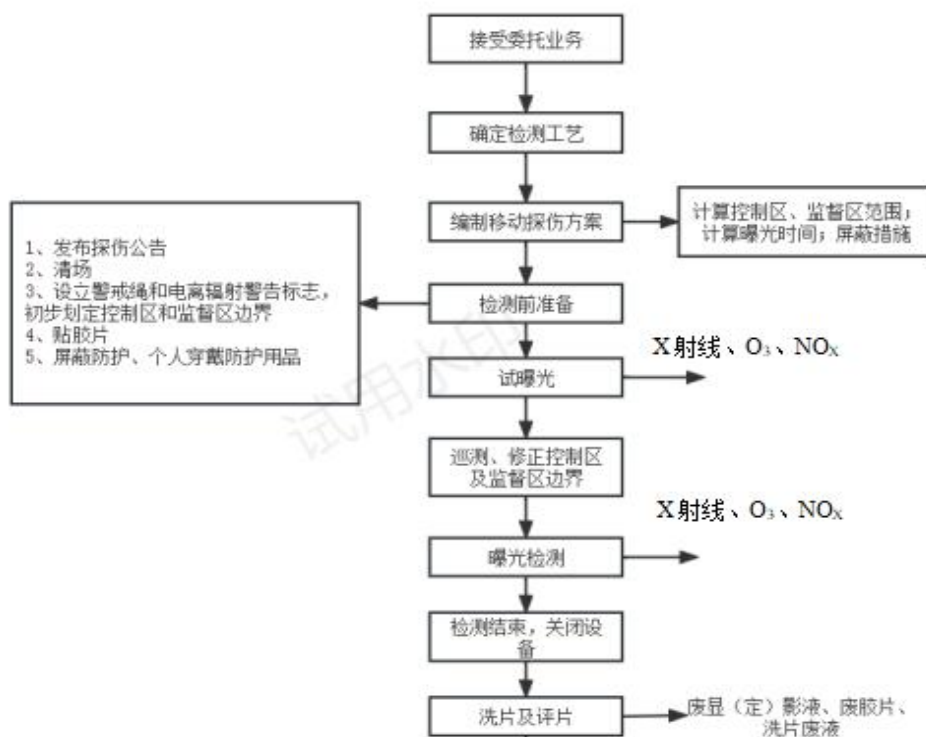 接受委托业务
确定检测工艺
编制移动探伤方案
计算控制区、监督区范围;
计算曝光时间; 屏蔽措施
1、发布探伤公告
2、清场
3、设立警戒绳和电离辐射警告标志,
初步划定控制区和监督区边界
4、贴胶片
5、屏蔽防护、个人穿戴防护用品
检测前准备
X 射线、O₃、NOₓ
试曝光
巡测、修正控制区
及监督区边界
X 射线、O₃、NOₓ
曝光检测
检测结束，关闭设
备
洗片及评片
废显（定）影液、废胶片、
洗片废液
试用水印